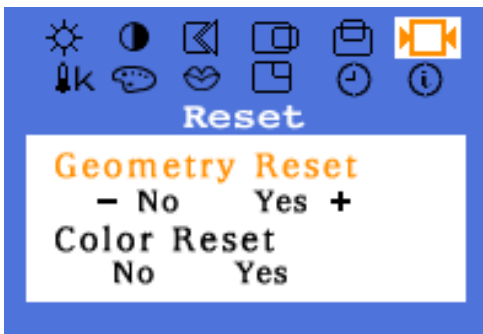 K
i
Reset
Geometry Reset
- No Yes +
Color Reset
No Yes